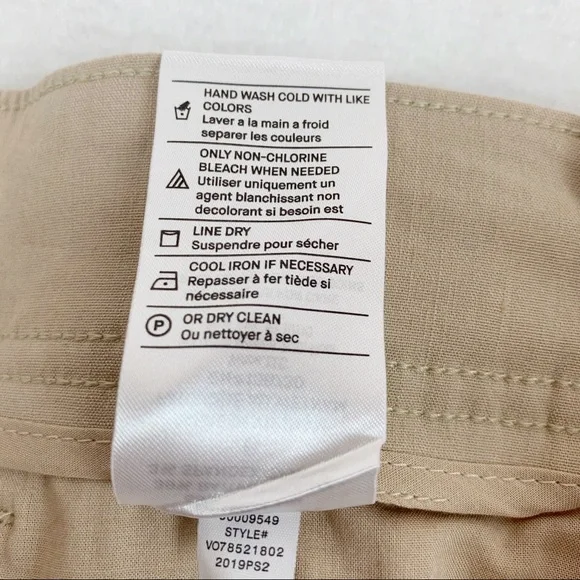 HAND WASH COLD WITH LIKE
COLORS
Laver a la main a froid
separer les couleurs
ONLY NON-CHLORINE
BLEACH WHEN NEEDED
Utiliser uniquement un
agent blanchissant non
decolorant si besoin est
LINE DRY
Suspendre pour sécher
COOL IRON IF NECESSARY
Repasser à fer tiède si
nécessaire
P
OR DRY CLEAN
Ou nettoyer à sec
STYLE#
VO78521802
2019PS2